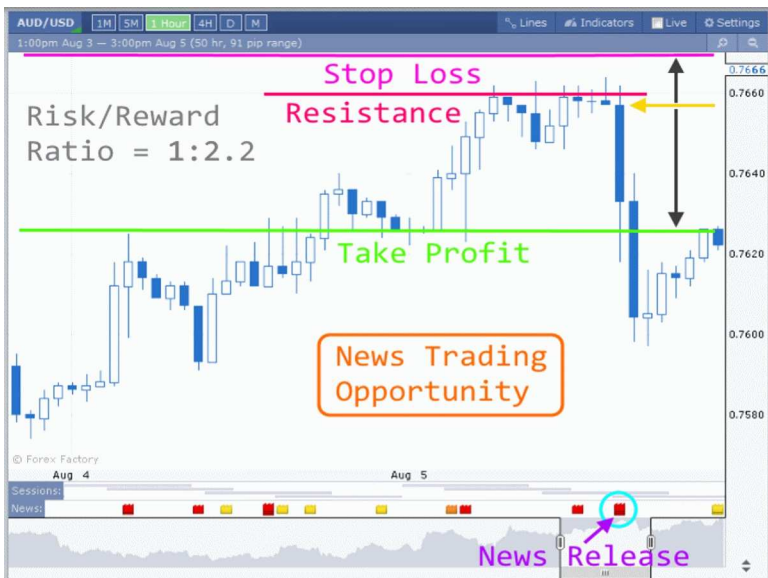 AUD/USD 1M 5M 1 Hour 4H D M Lines Indicators Live Settings
1:00pm Aug 3 — 3:00pm Aug 5 (50 hr, 91 pip range)
Stop Loss
0.7666
Resistance
0.7660
Risk/Reward
Ratio = 1:2.2
0.7640
Take Profit
0.7620
0.7600
News Trading
Opportunity
0.7580
© Forex Factory
Aug 4 Aug 5
Sessions:
News:
News Release